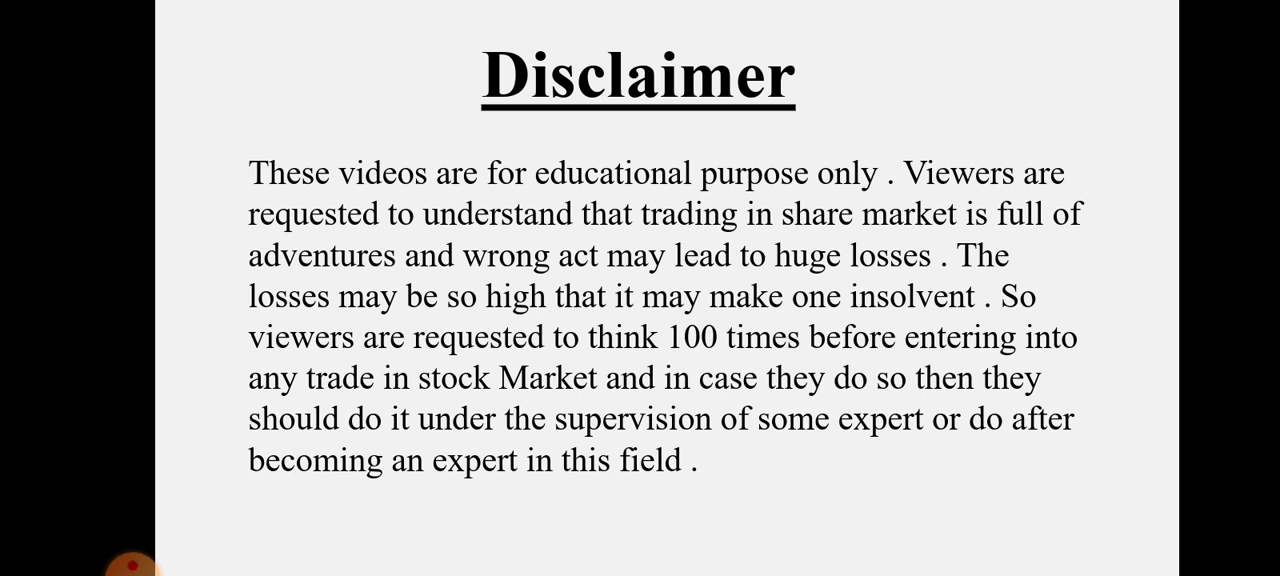 Disclaimer
These videos are for educational purpose only . Viewers are
requested to understand that trading in share market is full of
adventures and wrong act may lead to huge losses . The
losses may be so high that it may make one insolvent . So
viewers are requested to think 100 times before entering into
any trade in stock Market and in case they do so then they
should do it under the supervision of some expert or do after
becoming an expert in this field .